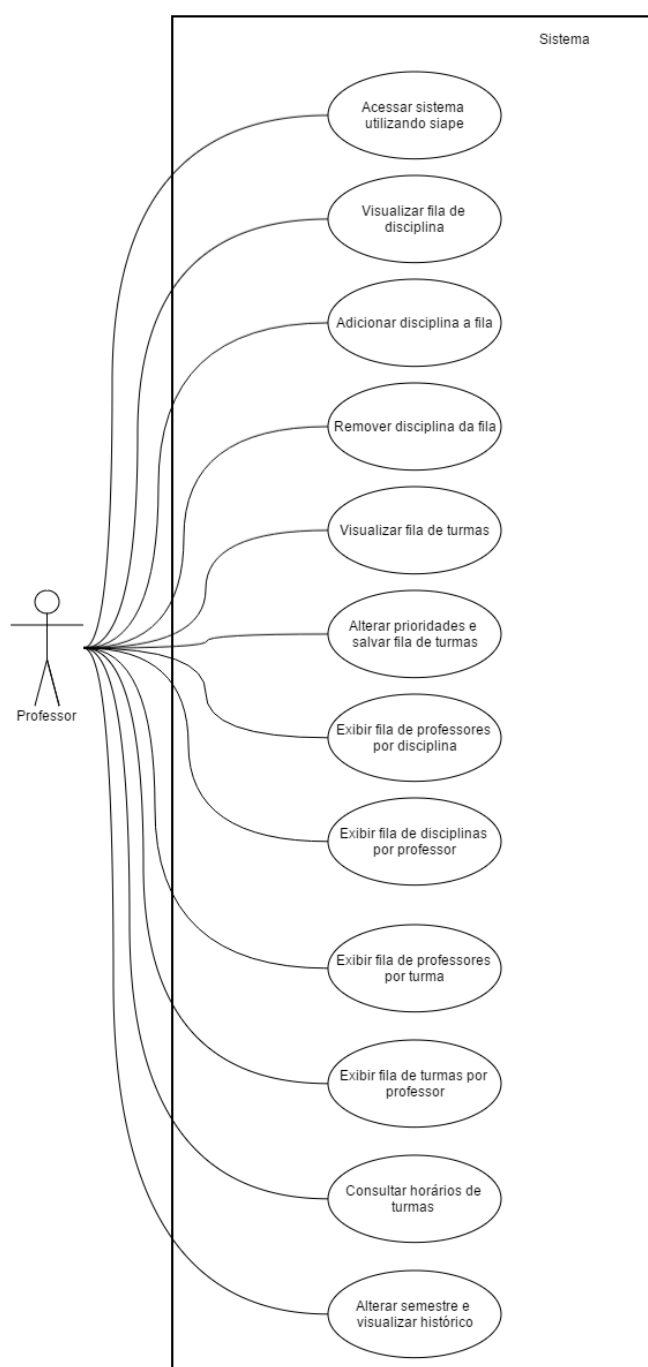 Sistema
Acessar sistema
utilizando siape
Visualizar fila de
disciplina
Adicionar disciplina a fila
Remover disciplina da fila
Visualizar fila de turmas
Alterar prioridades e
salvar fila de turmas
Professor
Exibir fila de professores
por disciplina
Exibir fila de disciplinas
por professor
Exibir fila de professores
por turma
Exibir fila de turmas por
professor
Consultar horários de
turmas
Alterar semestre e
visualizar histórico